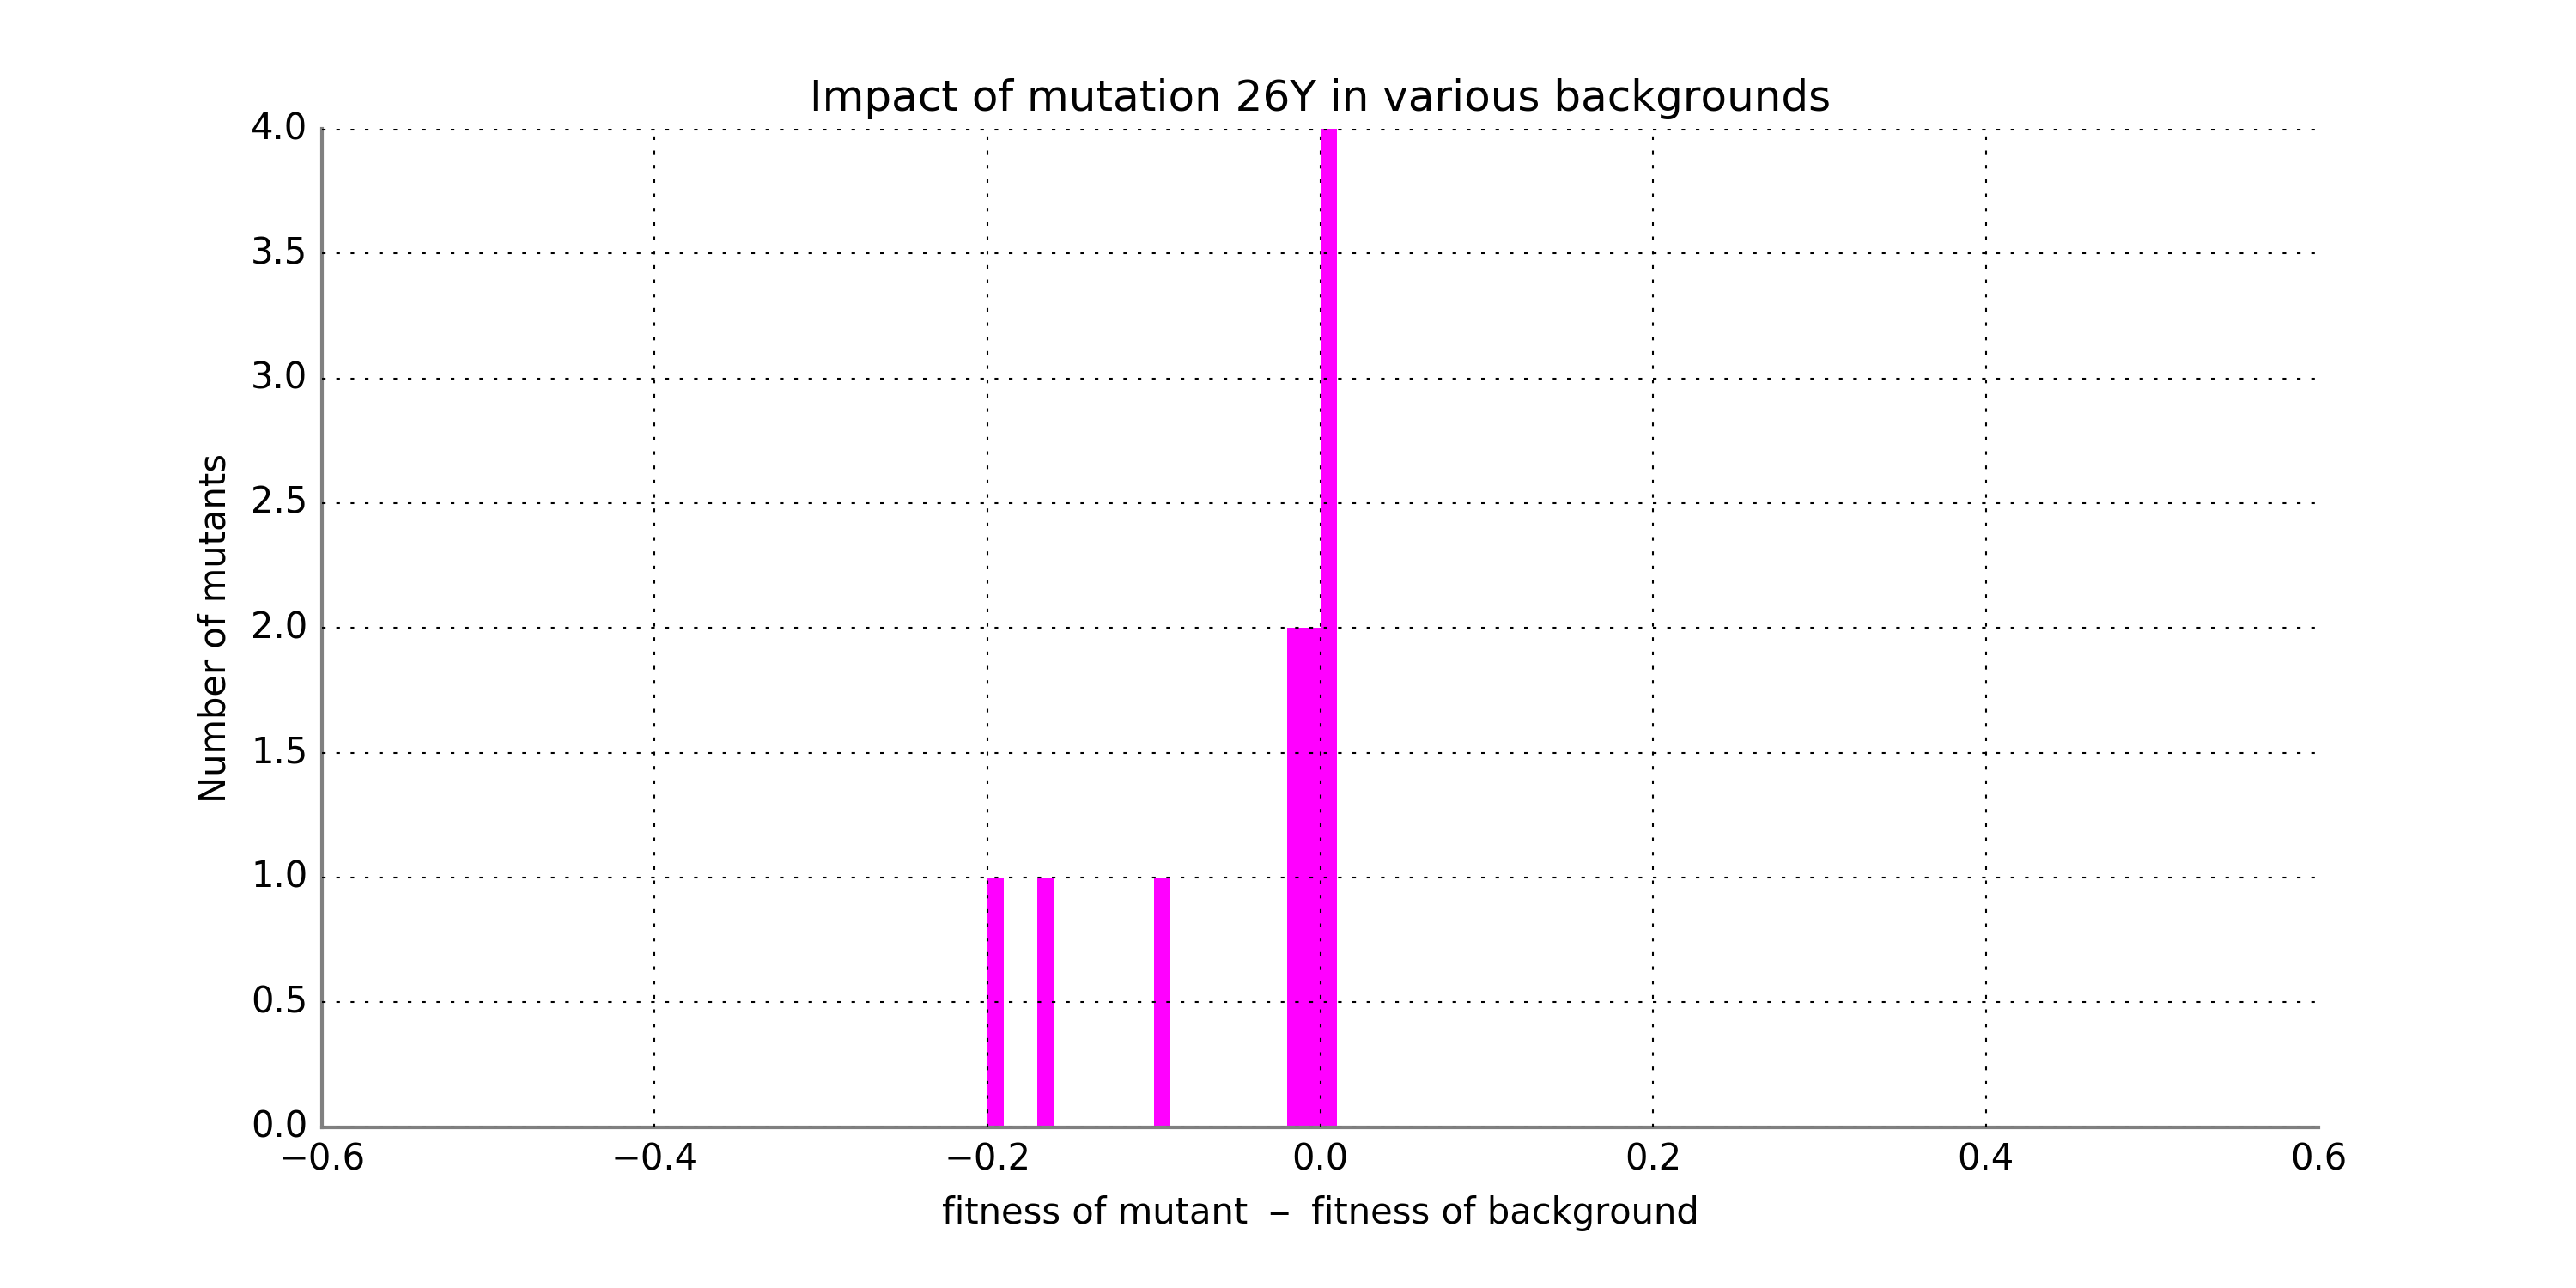 Impact of mutation 26Y in various backgrounds
4.0
3.5
3.0
2.5
2.0
1.5
1.0
0.5
0.0
Number of mutants
−0.6 −0.4 −0.2 0.0 0.2 0.4 0.6
fitness of mutant − fitness of background